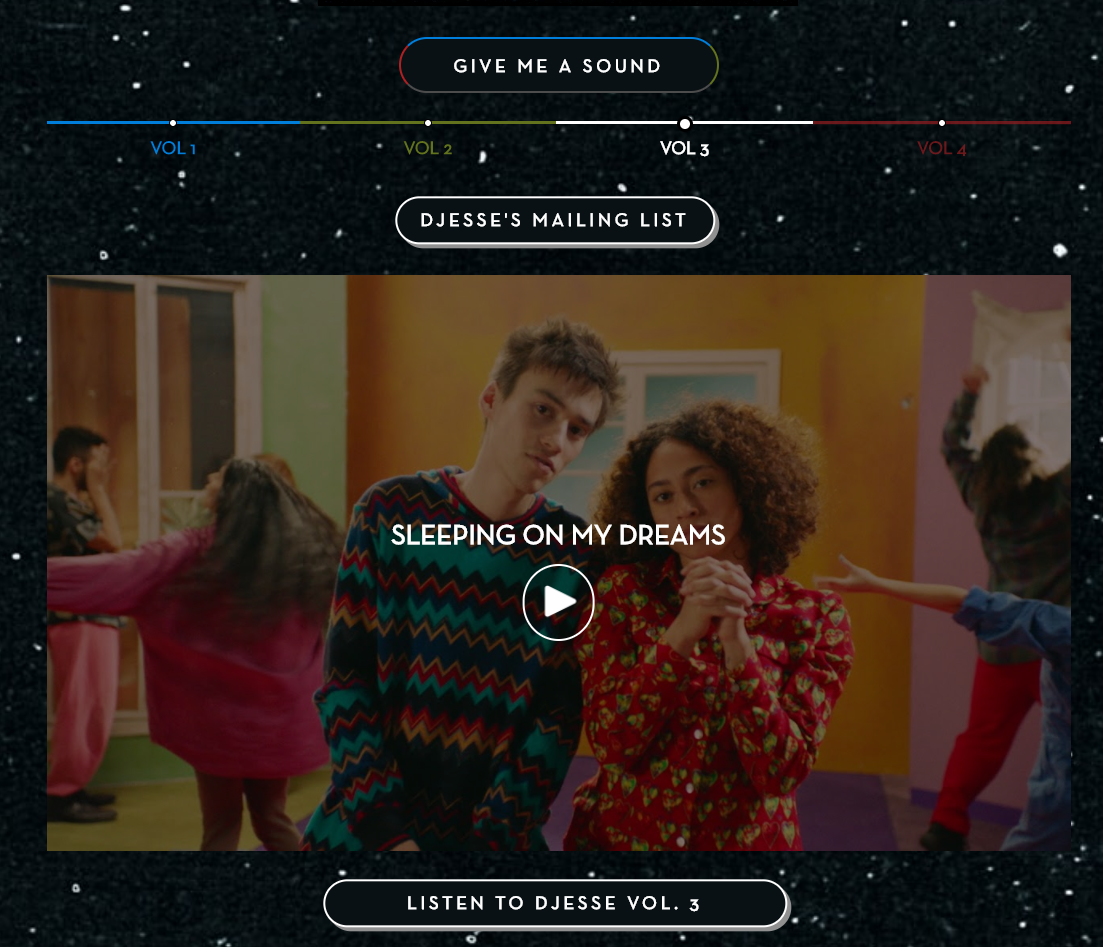 GIVE ME A SOUND
VOL 1
VOL 2
VOL 3
VOL 4
DJESSE'S MAILING LIST
SLEEPING ON MY DREAMS
LISTEN TO DJESSE VOL. 3